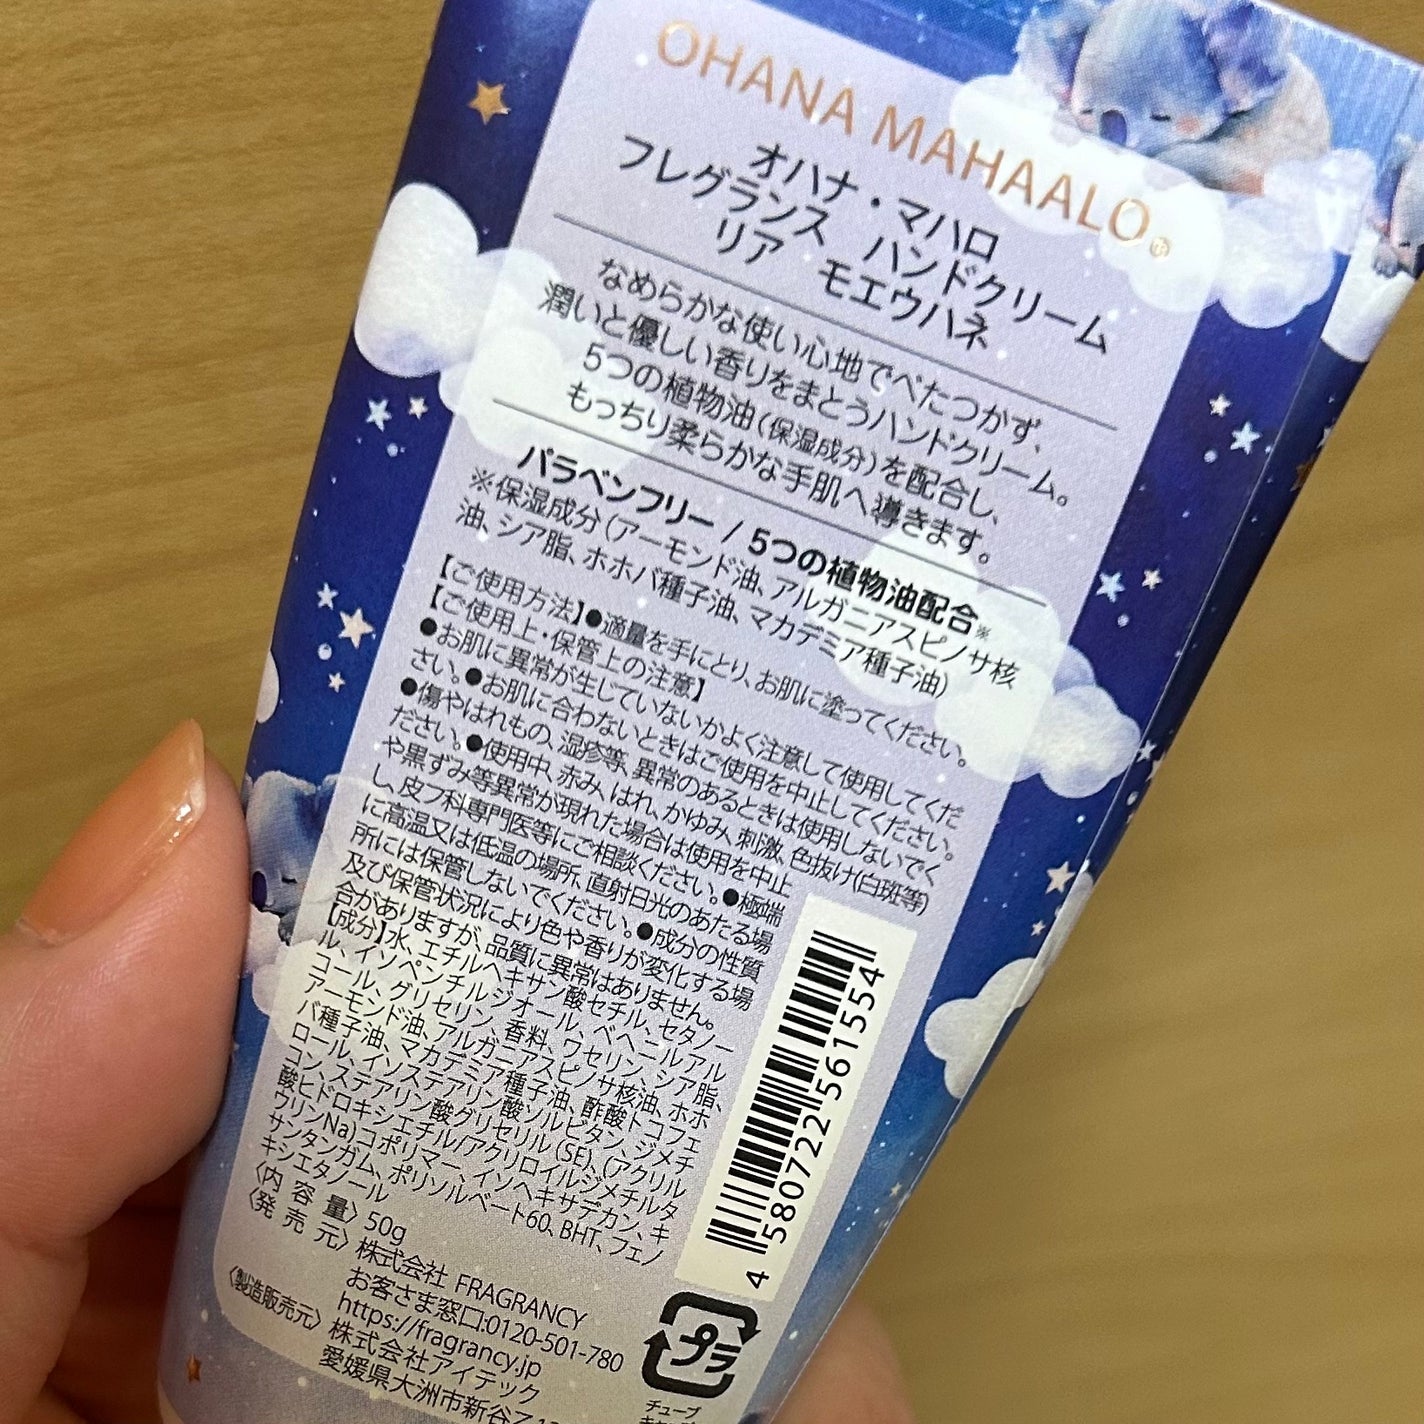 OHANA MAHAALO®
オハナ・マハロ
フレグランス ハンドクリーム
リア モエウハネ
なめらかな使い心地でべたつかず、
潤いと優しい香りをまとうハンドクリーム。
5つの植物油(保湿成分)を配合し、
もっちり柔らかな手肌へ導きます。
パラベンフリー / 5つの植物油配合※
※保湿成分(アーモンド油、アルガニアスピノサ核
油、シア脂、ホホバ種子油、マカデミア種子油)
【ご使用方法】●適量を手にとり、お肌に塗ってください。
【ご使用上・保管上の注意】
●お肌に異常が生じていないかよく注意して使用してくだ
さい。●お肌に合わないときはご使用を中止してください。
●傷やはれもの、湿疹等、異常のあるときは使用しないでく
ださい。●使用中、赤み、はれ、かゆみ、刺激、色抜け(白斑等)
や黒ずみ等異常が現れた場合は使用を中止
し、皮フ科専門医等にご相談ください。●極端
に高温又は低温の場所、直射日光のあたる場
所には保管しないでください。●成分の性質
及び保管状況により色や香りが変化する場
合がありますが、品質に異常はありません。
【成分】水、エチルヘキサン酸セチル、セタノー
ル、イソペンチルジオール、ベヘニルアル
コール、グリセリン、香料、ワセリン、シア脂、
アーモンド油、アルガニアスピノサ核油、ホホ
バ種子油、マカデミア種子油、酢酸トコフェ
ロール、イソステアリン酸ソルビタン、ジメチ
コン、ステアリン酸グリセリル(SE)、(アクリル
酸ヒドロキシエチル/アクリロイルジメチルタ
ウリンNa)コポリマー、イソヘキサデカン、キ
サンタンガム、ポリソルベート60、BHT、フェノ
キシエタノール
〈内容量〉50g
〈発売元〉株式会社 FRAGRANCY
お客さま窓口:0120-501-780
https://fragrancy.jp
〈製造販売元〉株式会社アイテック
愛媛県大洲市新谷乙
4 580722 561554
プラ
チューブ